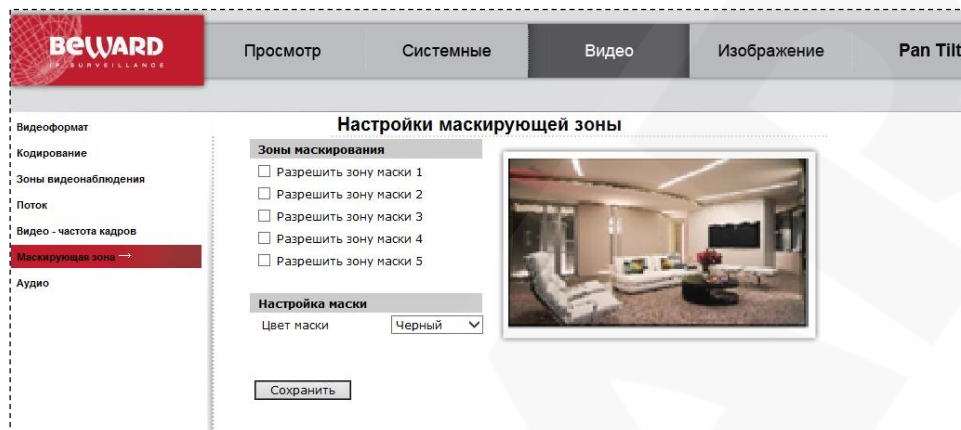 BEWARD
IP SURVEILLANCE
Просмотр
Системные
Видео
Изображение
Pan Tilt
Видеоформат
Кодирование
Зоны видеонаблюдения
Поток
Видео - частота кадров
Маскирующая зона →
Аудио
Настройки маскирующей зоны
Зоны маскирования
Разрешить зону маски 1
Разрешить зону маски 2
Разрешить зону маски 3
Разрешить зону маски 4
Разрешить зону маски 5
Настройка маски
Цвет маски Черный
Сохранить